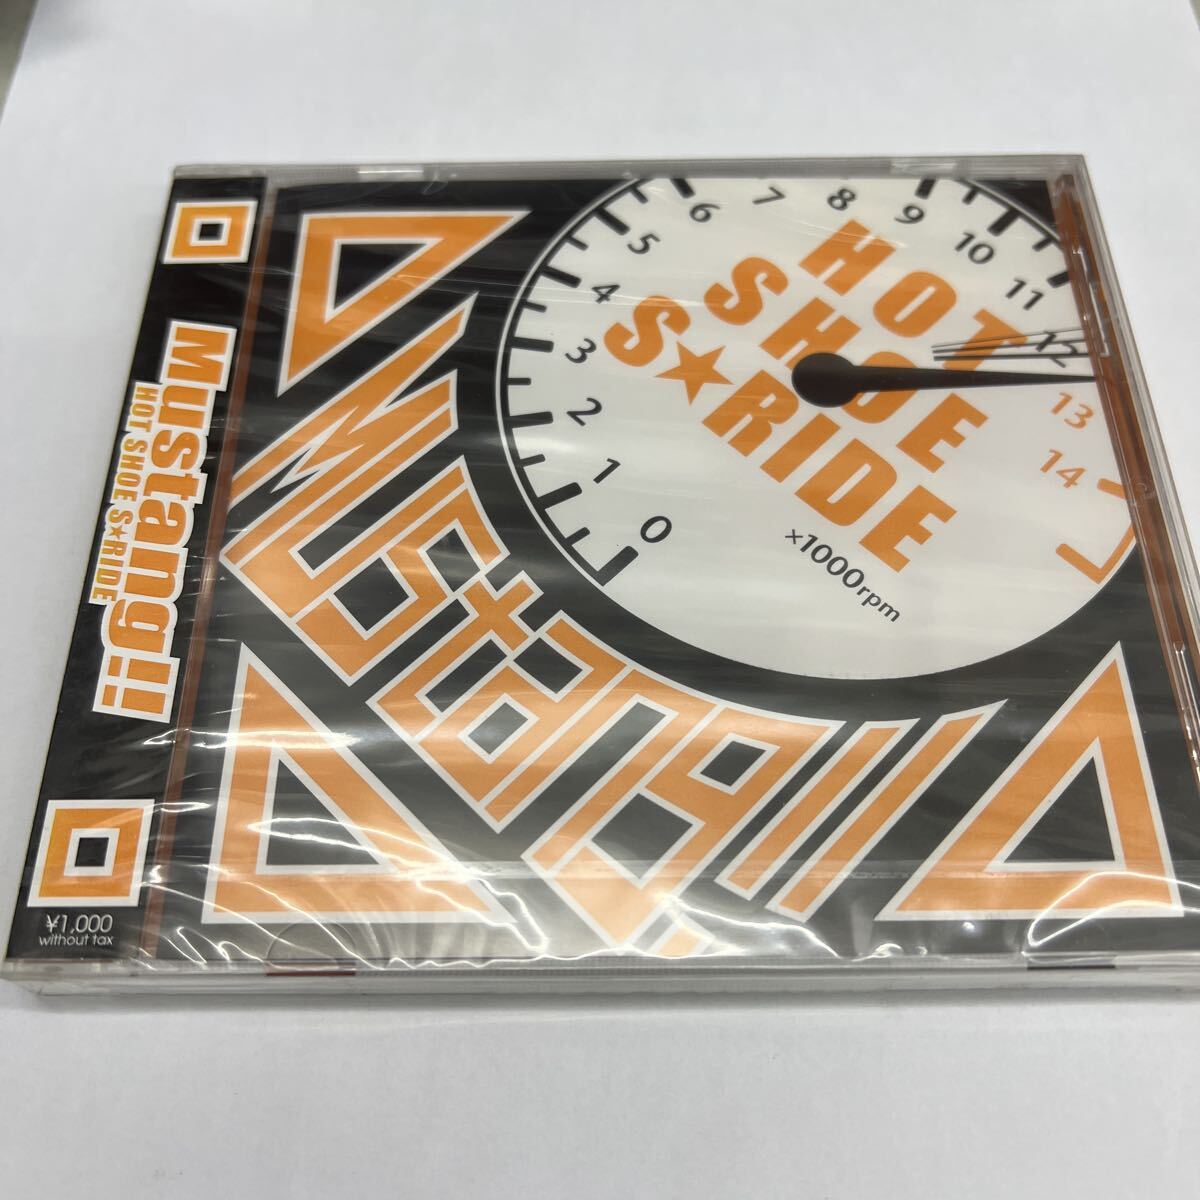 Mustang!!
HOT SHOE S★RIDE
¥1,000
without tax
HOT
SHOE
S★RIDE
0
1
2
3
4
5
6
7
8
9
10
11
12
13
14
×1000rpm
Mustang!!